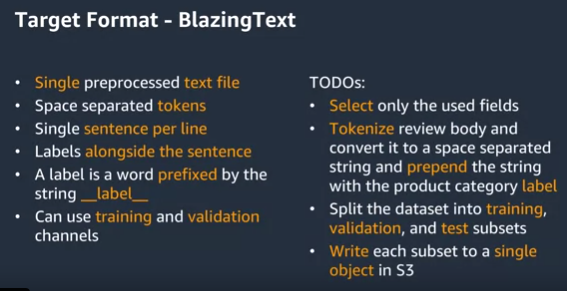 Target Format - BlazingText
• Single preprocessed text file
• Space separated tokens
• Single sentence per line
• Labels alongside the sentence
• A label is a word prefixed by the
string __label__
• Can use training and validation
channels
TODOs:
• Select only the used fields
• Tokenize review body and
convert it to a space separated
string and prepend the string
with the product category label
• Split the dataset into training,
validation, and test subsets
• Write each subset to a single
object in S3